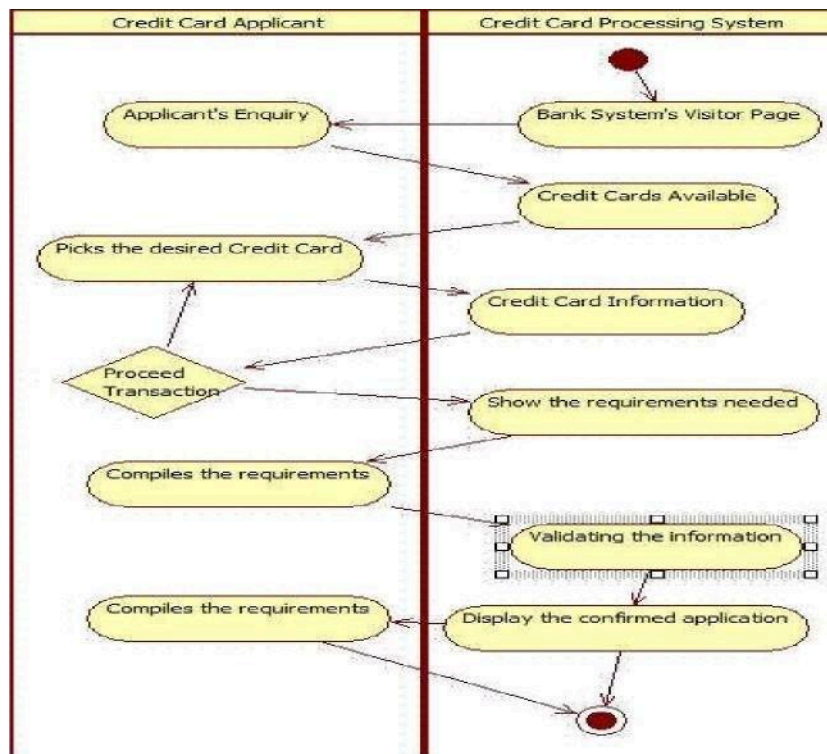 Credit Card Applicant
Credit Card Processing System
Applicant's Enquiry
Bank System's Visitor Page
Credit Cards Available
Picks the desired Credit Card
Credit Card Information
Proceed
Transaction
Show the requirements needed
Compiles the requirements
Validating the information
Compiles the requirements
Display the confirmed application